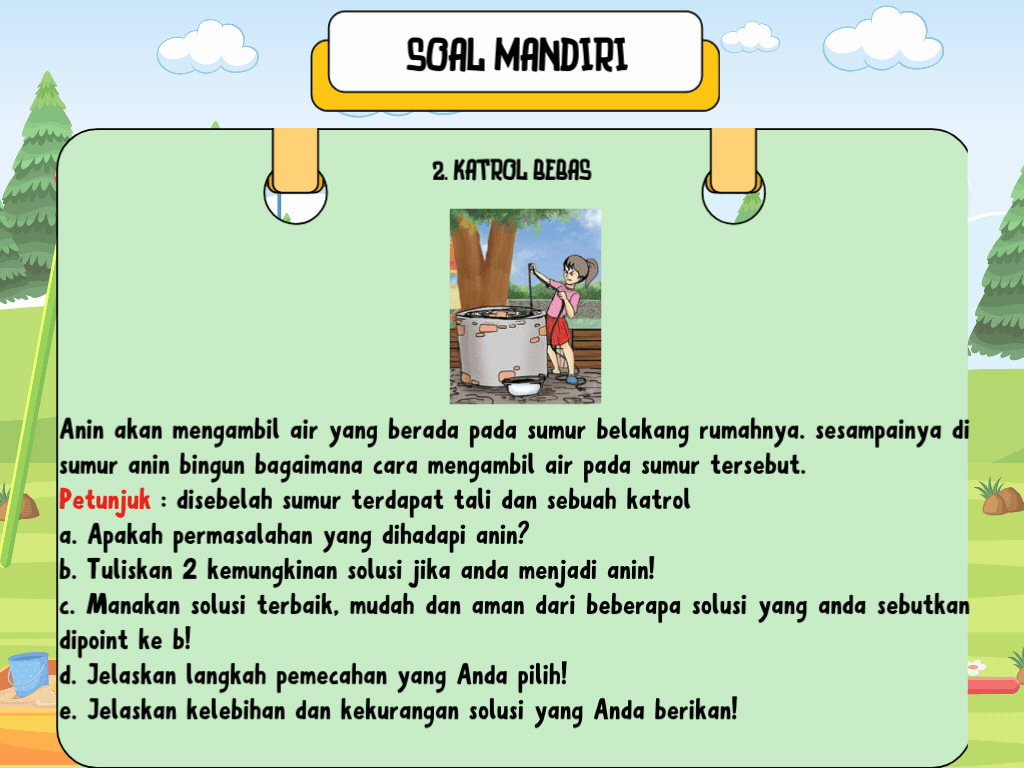 SOAL MANDIRI
2. KATROL BEBAS
Anin akan mengambil air yang berada pada sumur belakang rumahnya. sesampainya di
sumur anin bingun bagaimana cara mengambil air pada sumur tersebut.
Petunjuk : disebelah sumur terdapat tali dan sebuah katrol
a. Apakah permasalahan yang dihadapi anin?
b. Tuliskan 2 kemungkinan solusi jika anda menjadi anin!
c. Manakan solusi terbaik, mudah dan aman dari beberapa solusi yang anda sebutkan
dipoint ke b!
d. Jelaskan langkah pemecahan yang Anda pilih!
e. Jelaskan kelebihan dan kekurangan solusi yang Anda berikan!